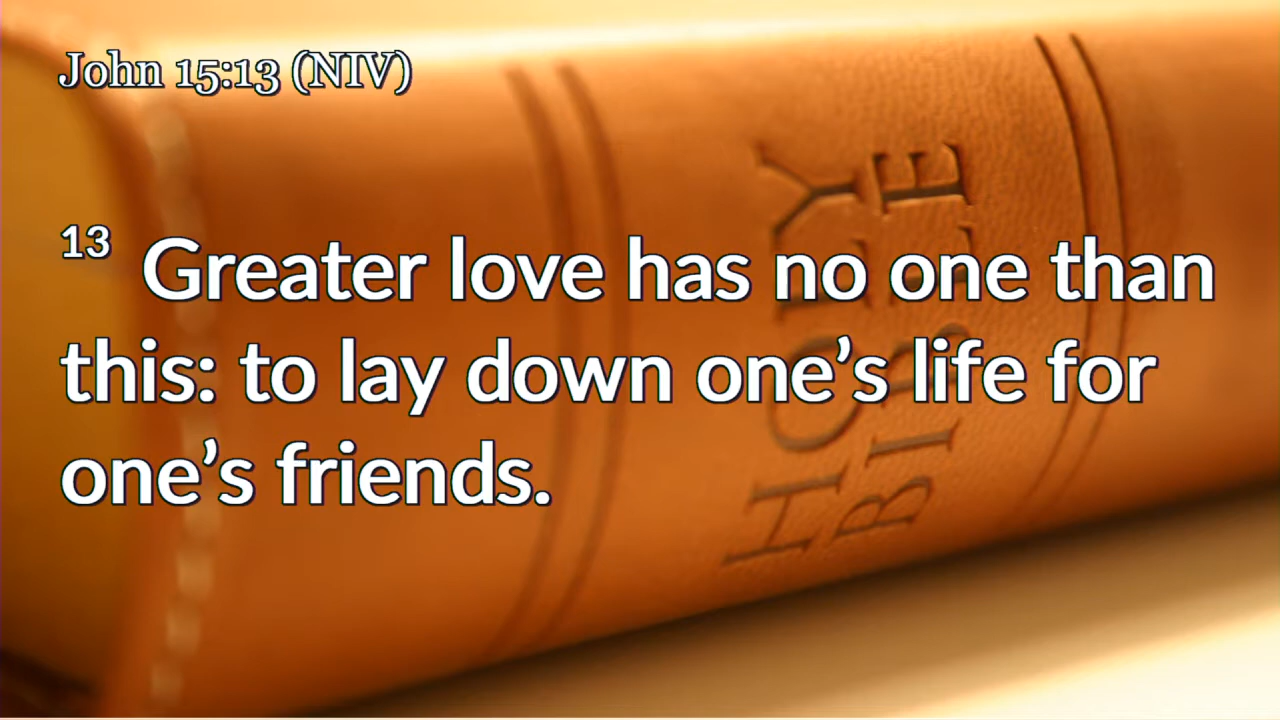 John 15:13 (NIV)
13 Greater love has no one than
this: to lay down one’s life for
one’s friends.
HOLY
BIBLE